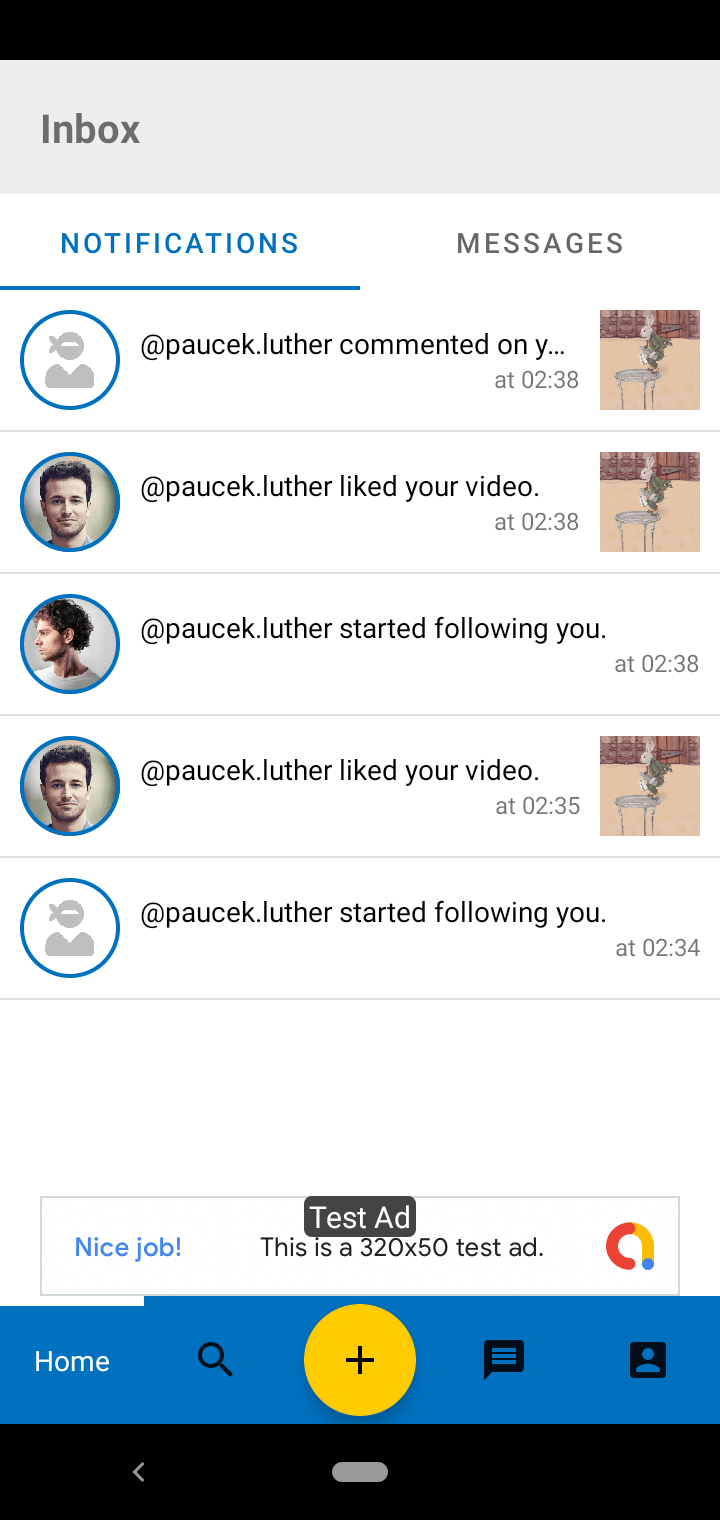 Inbox
NOTIFICATIONS
MESSAGES
@paucek.luther commented on y...
at 02:38
@paucek.luther liked your video.
at 02:38
@paucek.luther started following you.
at 02:38
@paucek.luther liked your video.
at 02:35
@paucek.luther started following you.
at 02:34
Test Ad
Nice job!
This is a 320x50 test ad.
Home